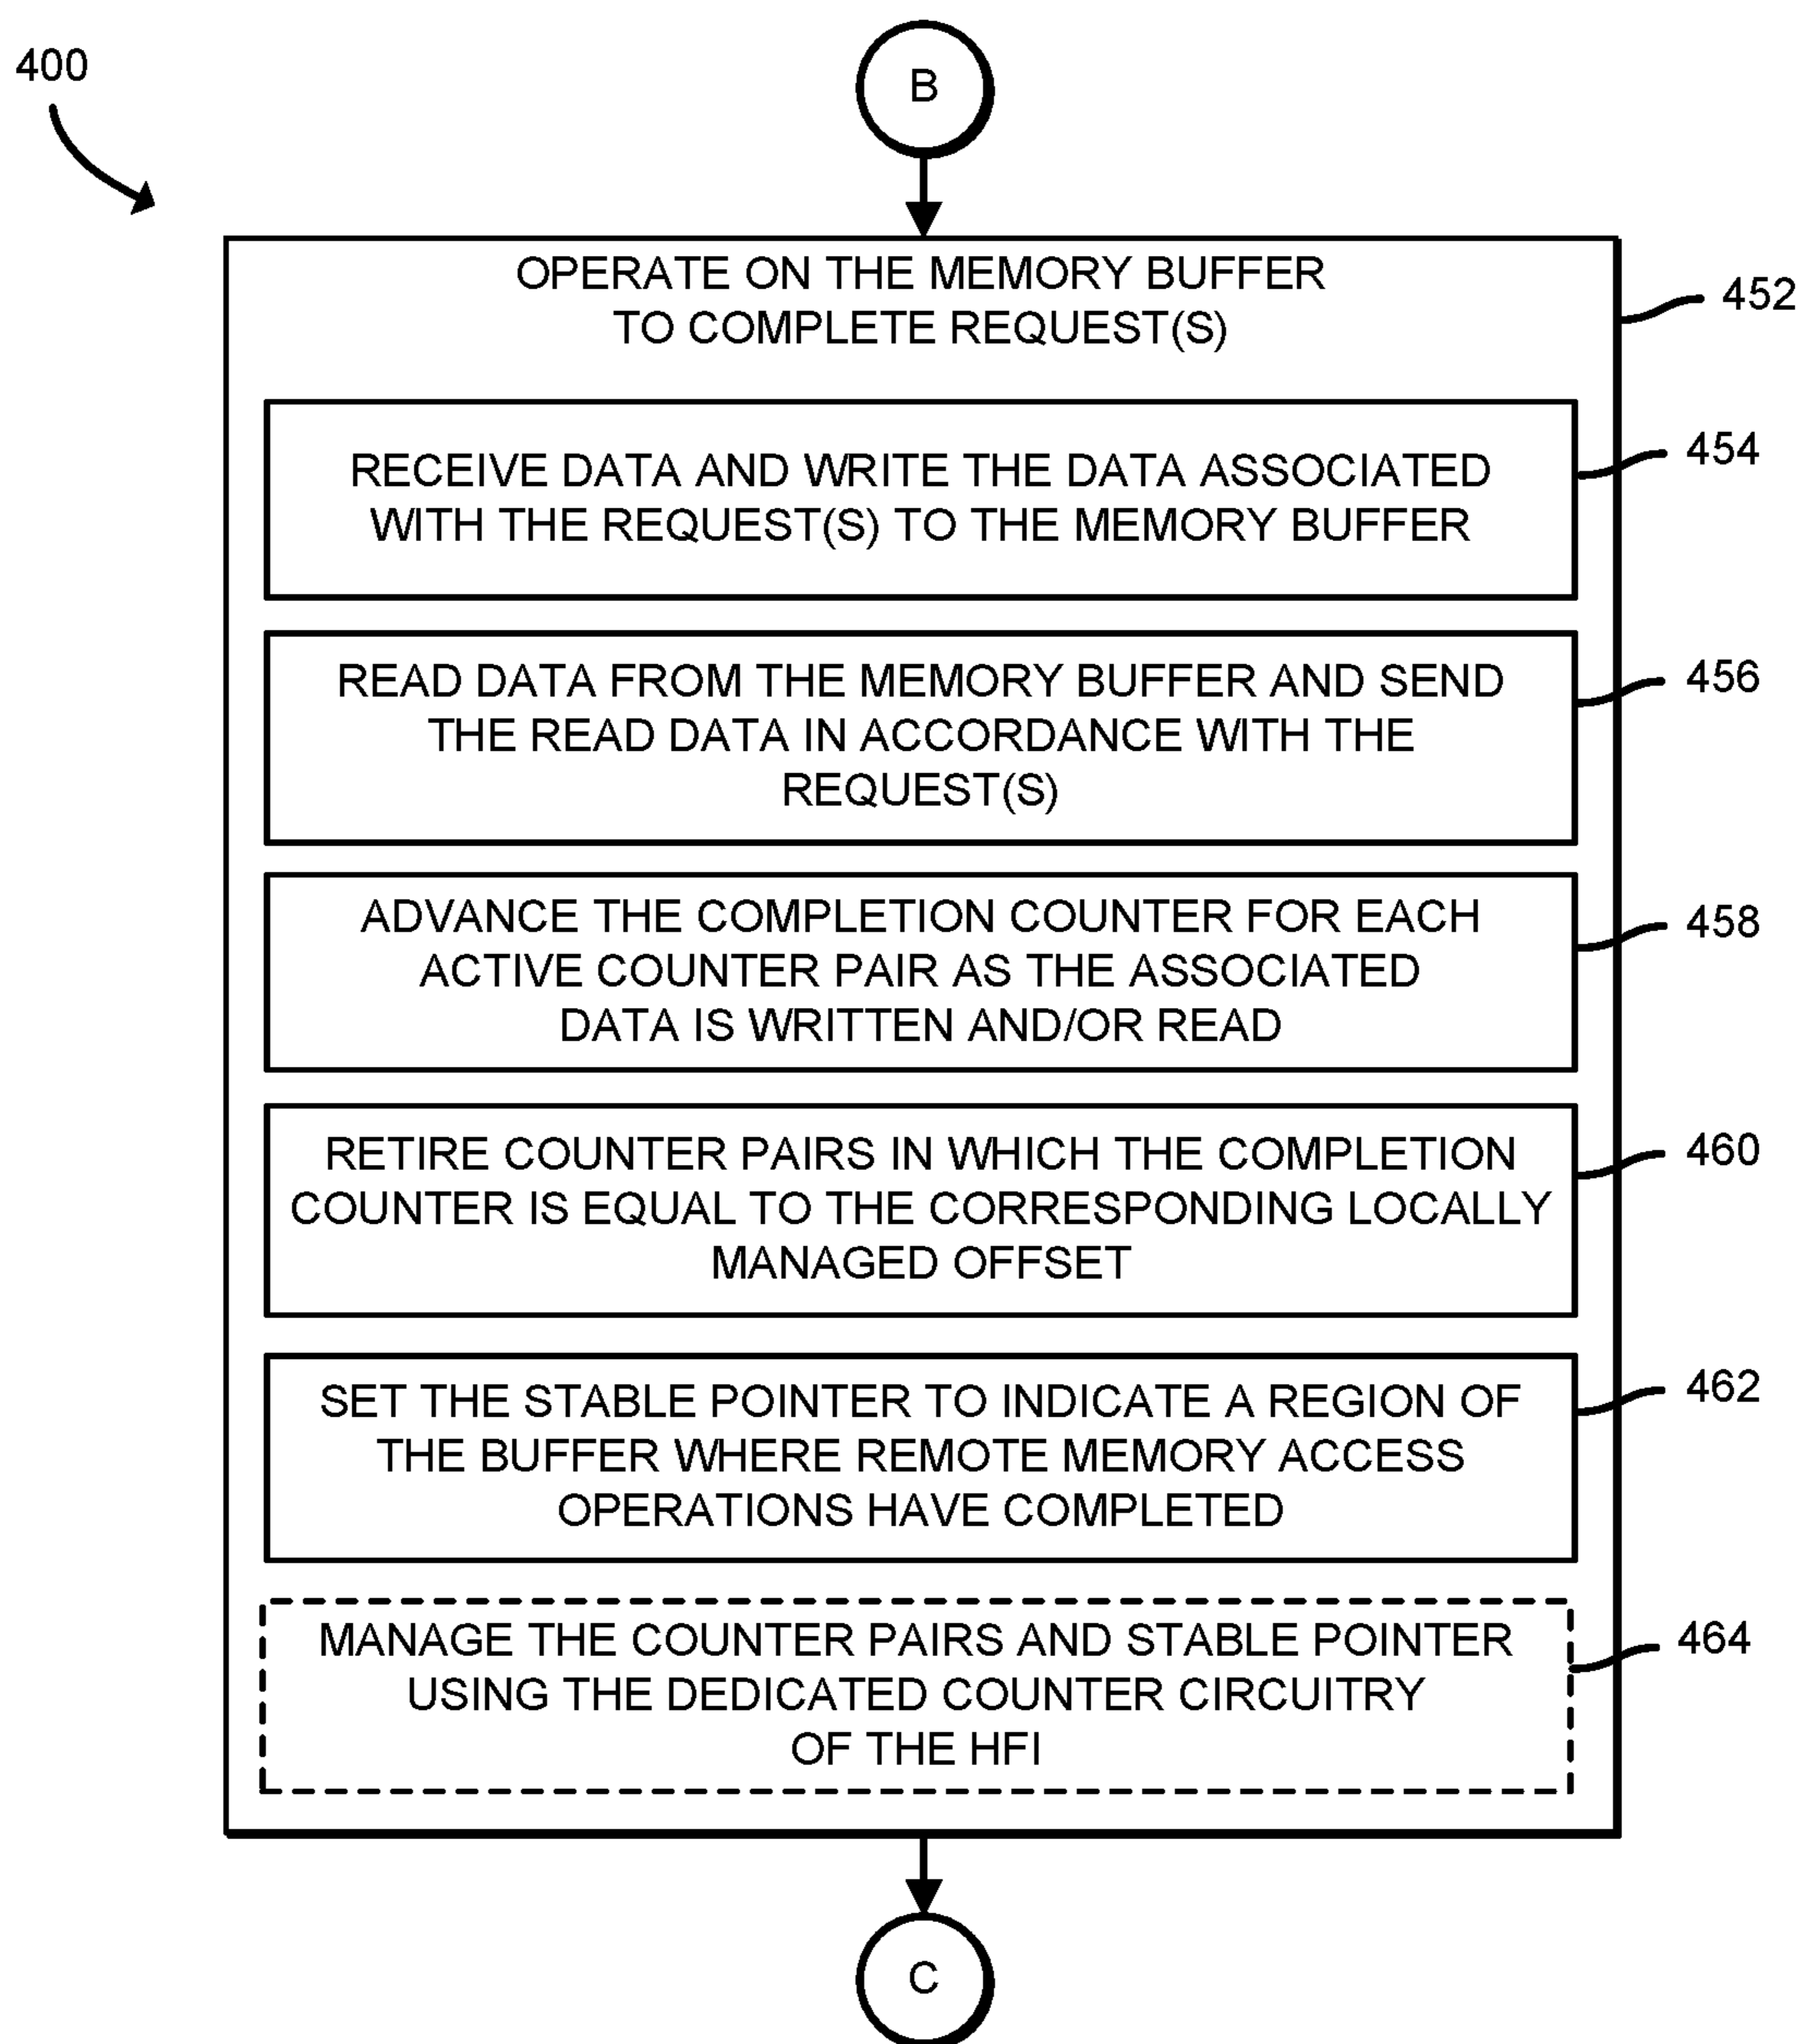 400
B
OPERATE ON THE MEMORY BUFFER
TO COMPLETE REQUEST(S)
452
RECEIVE DATA AND WRITE THE DATA ASSOCIATED
WITH THE REQUEST(S) TO THE MEMORY BUFFER
454
READ DATA FROM THE MEMORY BUFFER AND SEND
THE READ DATA IN ACCORDANCE WITH THE
REQUEST(S)
456
ADVANCE THE COMPLETION COUNTER FOR EACH
ACTIVE COUNTER PAIR AS THE ASSOCIATED
DATA IS WRITTEN AND/OR READ
458
RETIRE COUNTER PAIRS IN WHICH THE COMPLETION
COUNTER IS EQUAL TO THE CORRESPONDING LOCALLY
MANAGED OFFSET
460
SET THE STABLE POINTER TO INDICATE A REGION OF
THE BUFFER WHERE REMOTE MEMORY ACCESS
OPERATIONS HAVE COMPLETED
462
MANAGE THE COUNTER PAIRS AND STABLE POINTER
USING THE DEDICATED COUNTER CIRCUITRY
OF THE HFI
464
C